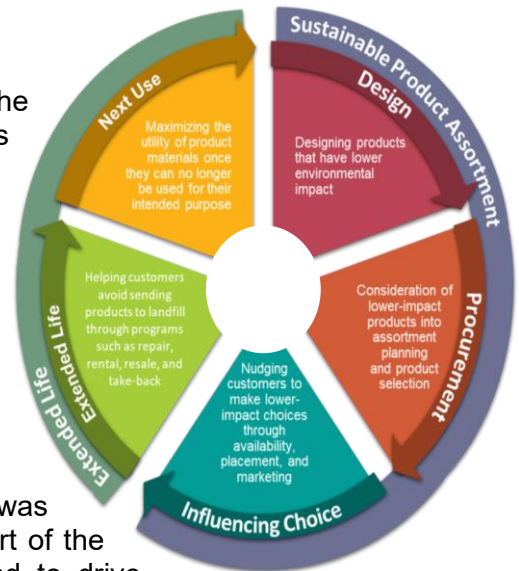 he
s
Sustainable Product Assortment
Design
Designing products
that have lower
environmental
impact
Procurement
Consideration of
lower-impact
products into
assortment
planning
and product
selection
Influencing Choice
Nudging
customers to
make lower-
impact choices
through
availability,
placement, and
marketing
Extended Life
Extended Life
Helping customers
avoid sending
products to landfill
through programs
such as repair,
rental, resale, and
take-back
Next Use
Maximizing the
utility of product
materials once
they can no longer
be used for their
intended purpose
was
rt of the